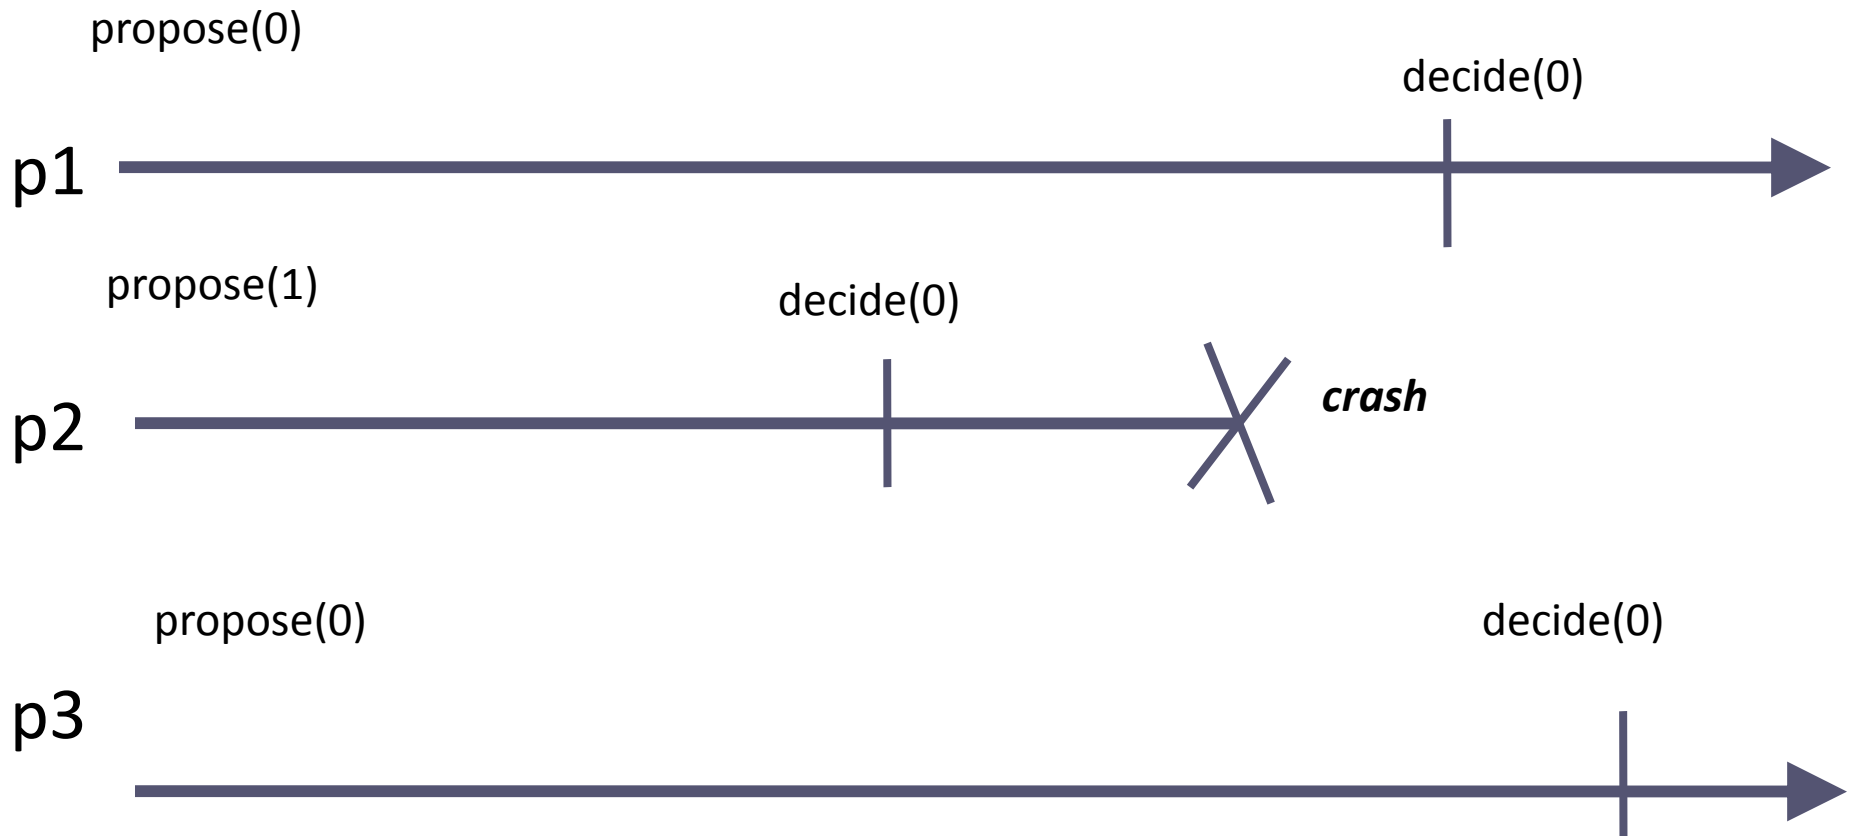 propose(0)
decide(0)
p1
propose(1)
decide(0)
crash
p2
propose(0)
decide(0)
p3